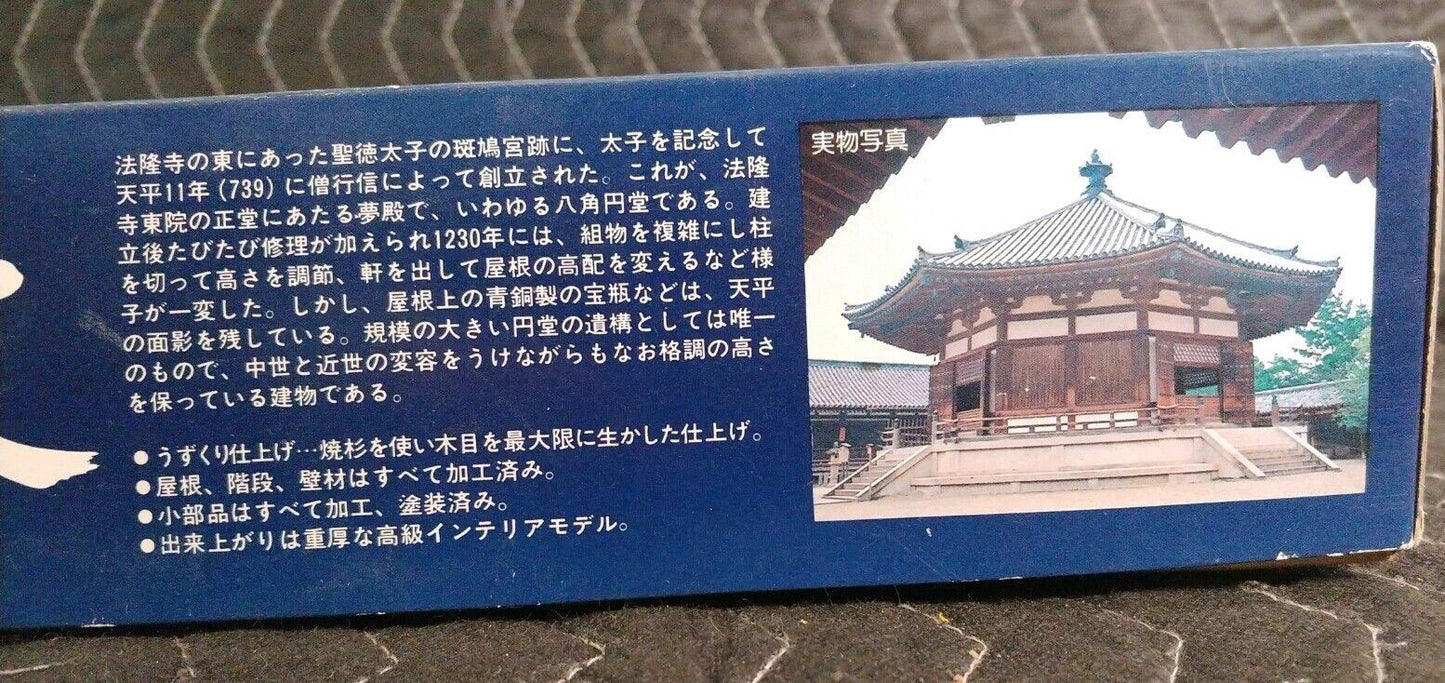 法隆寺の東にあった聖徳太子の斑鳩宮跡に、太子を記念して
天平11年（739）に僧行信によって創立された。これが、法隆
寺東院の正堂にあたる夢殿で、いわゆる八角円堂である。建
立後たびたび修理が加えられ1230年には、組物を複雑にし柱
を切って高さを調節、軒を出して屋根の高配を変えるなど様
子が一変した。しかし、屋根上の青銅製の宝瓶などは、天平
の面影を残している。規模の大きい円堂の遺構としては唯一
のもので、中世と近世の変容をうけながらもなお格調の高さ
を保っている建物である。
●うずくり仕上げ…焼杉を使い木目を最大限に生かした仕上げ。
●屋根、階段、壁材はすべて加工済み。
●小部品はすべて加工、塗装済み。
●出来上がりは重厚な高級インテリアモデル。
実物写真